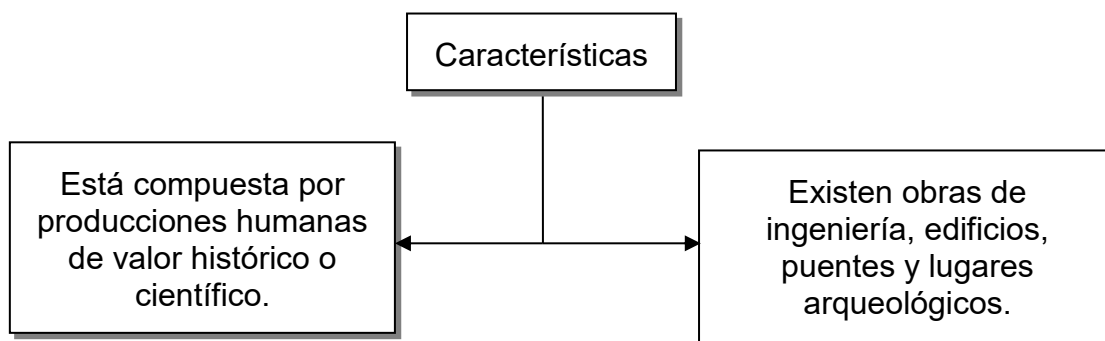 Características
Está compuesta por
producciones humanas
de valor histórico o
científico.
Existen obras de
ingeniería, edificios,
puentes y lugares
arqueológicos.